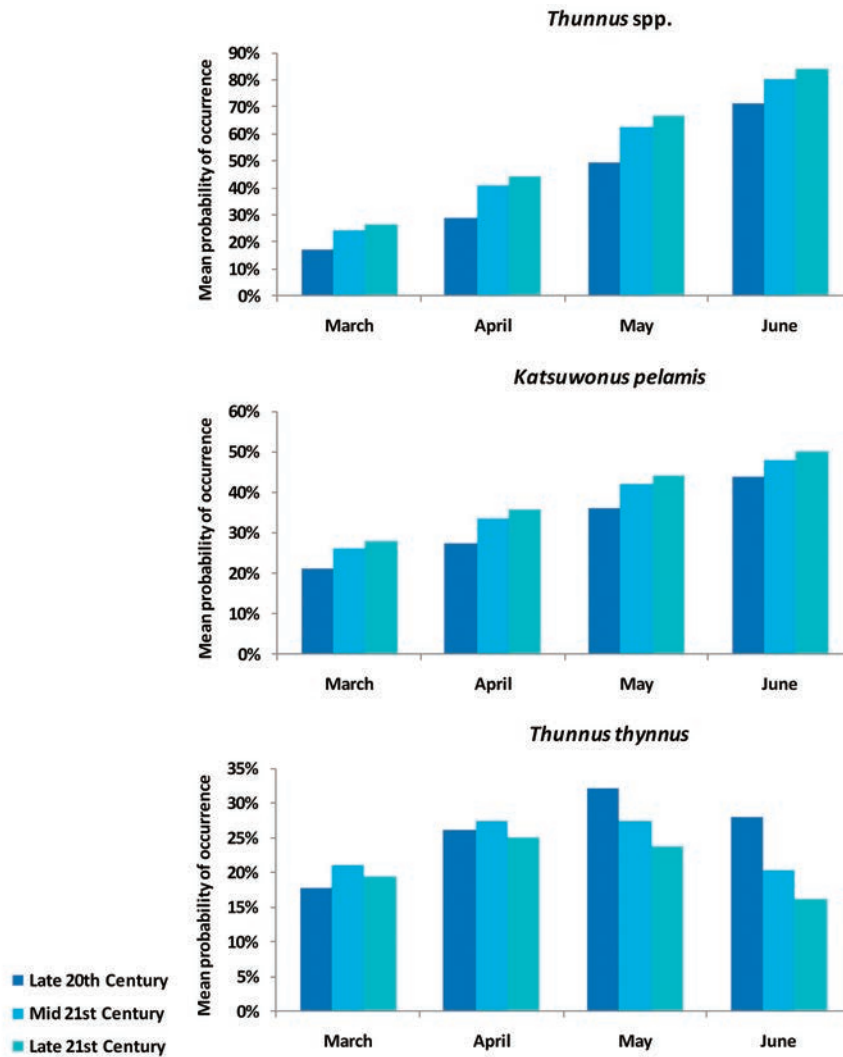 Thunnus spp.
Mean probability of occurrence
90%
80%
70%
60%
50%
40%
30%
20%
10%
0%
March April May June
Katsuwonus pelamis
Mean probability of occurrence
60%
50%
40%
30%
20%
10%
0%
March April May June
Thunnus thynnus
Mean probability of occurrence
35%
30%
25%
20%
15%
10%
5%
0%
March April May June
Late 20th Century
Mid 21st Century
Late 21st Century